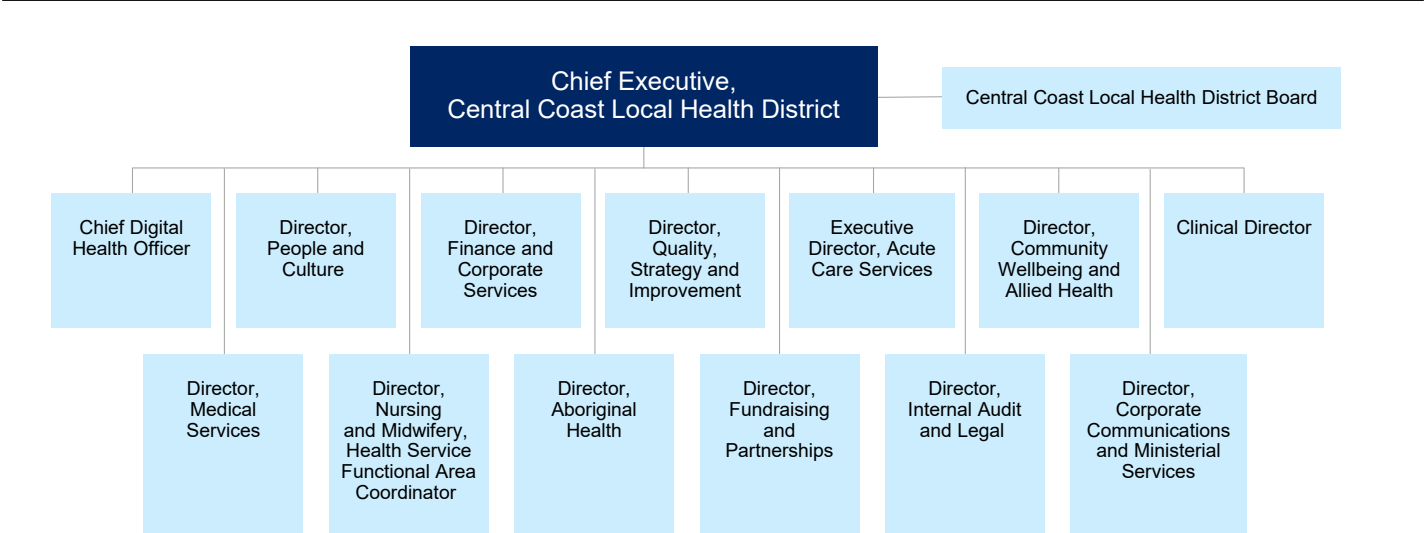 Chief Executive,
Central Coast Local Health District
Central Coast Local Health District Board
Chief Digital
Health Officer
Director,
People and
Culture
Director,
Finance and
Corporate
Services
Director,
Quality,
Strategy and
Improvement
Executive
Director, Acute
Care Services
Director,
Community
Wellbeing and
Allied Health
Clinical Director
Director,
Medical
Services
Director,
Nursing
and Midwifery,
Health Service
Functional Area
Coordinator
Director,
Aboriginal
Health
Director,
Fundraising
and
Partnerships
Director,
Internal Audit
and Legal
Director,
Corporate
Communications
and Ministerial
Services